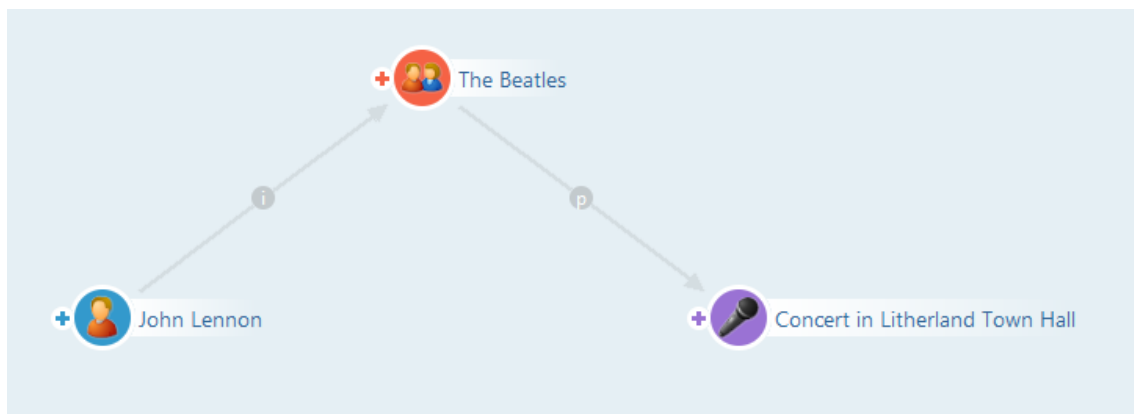 The Beatles
i
p
John Lennon
Concert in Litherland Town Hall